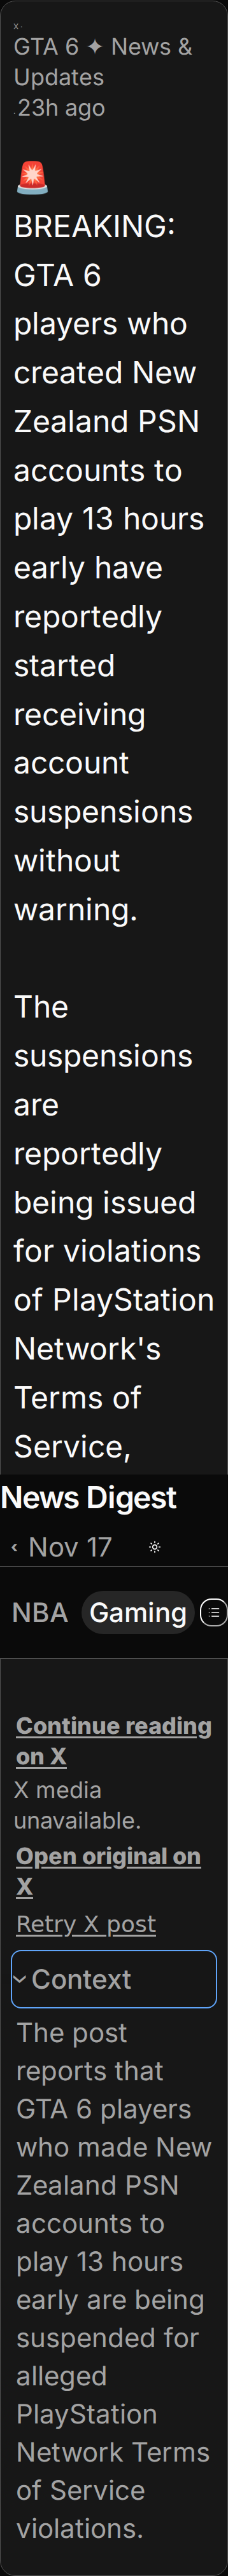 X ·
GTA 6 ✦ News &
Updates
· 23h ago
🚨
BREAKING:
GTA 6
players who
created New
Zealand PSN
accounts to
play 13 hours
early have
reportedly
started
receiving
account
suspensions
without
warning.
The
suspensions
are
reportedly
being issued
for violations
of PlayStation
Network's
Terms of
Service,
News Digest
‹ Nov 17
NBA Gaming
Continue reading
on X
X media
unavailable.
Open original on
X
Retry X post
Context
The post
reports that
GTA 6 players
who made New
Zealand PSN
accounts to
play 13 hours
early are being
suspended for
alleged
PlayStation
Network Terms
of Service
violations.